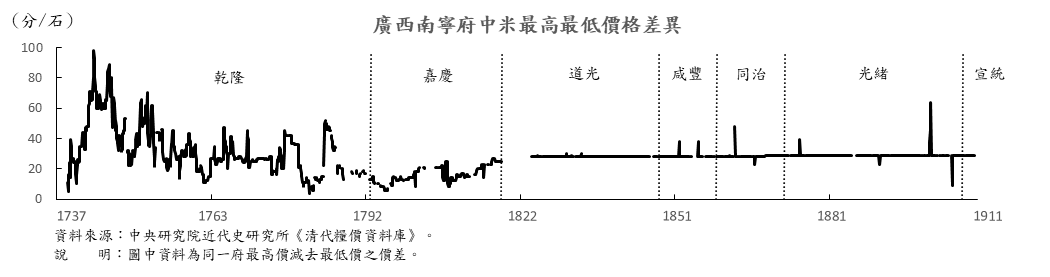 (分/石)
廣西南寧府中米最高最低價格差異
100
80
60
40
20
0
乾隆
嘉慶
道光
咸豐
同治
光緒
宣統
1737
1763
1792
1822
1851
1881
1911
資料來源：中央研究院近代史研究所《清代糧價資料庫》。
說　　明：圖中資料為同一府最高價減去最低價之價差。